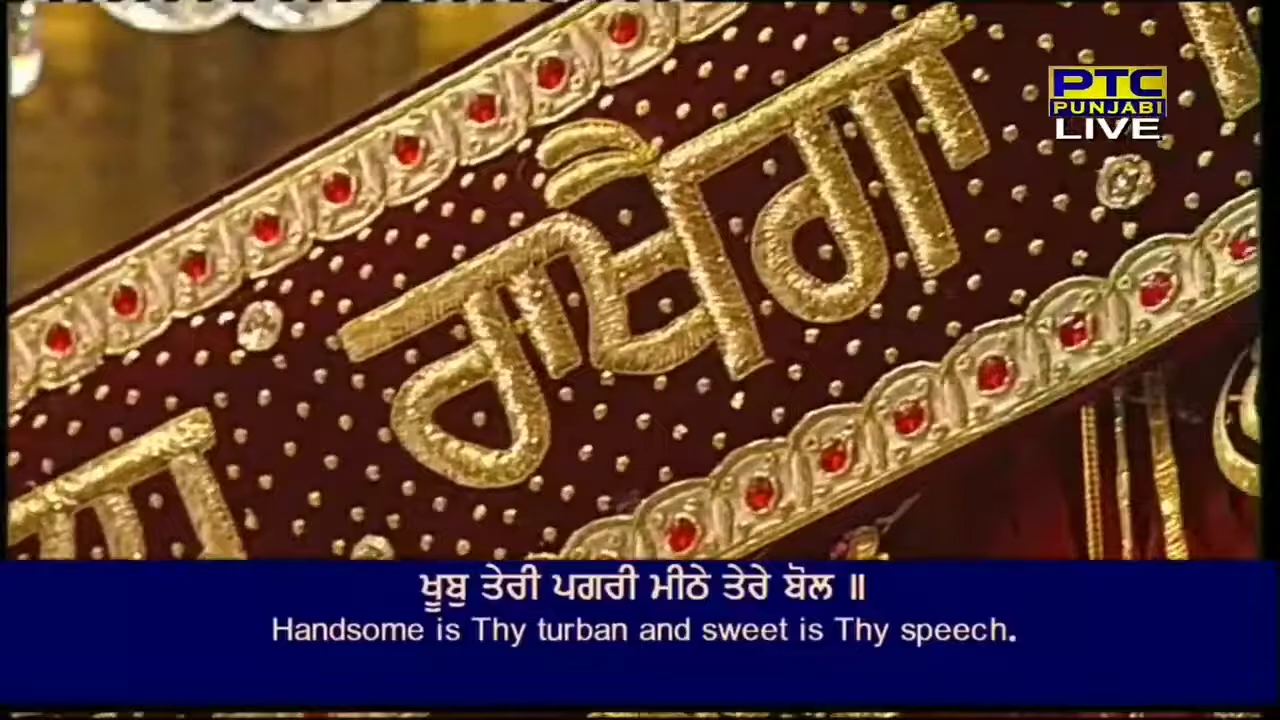 PTC
PUNJABI
LIVE
ਰਾਖੈਗਾ
ਖੂਬੁ ਤੇਰੀ ਪਗਰੀ ਮੀਠੇ ਤੇਰੇ ਬੋਲ ॥
Handsome is Thy turban and sweet is Thy speech.